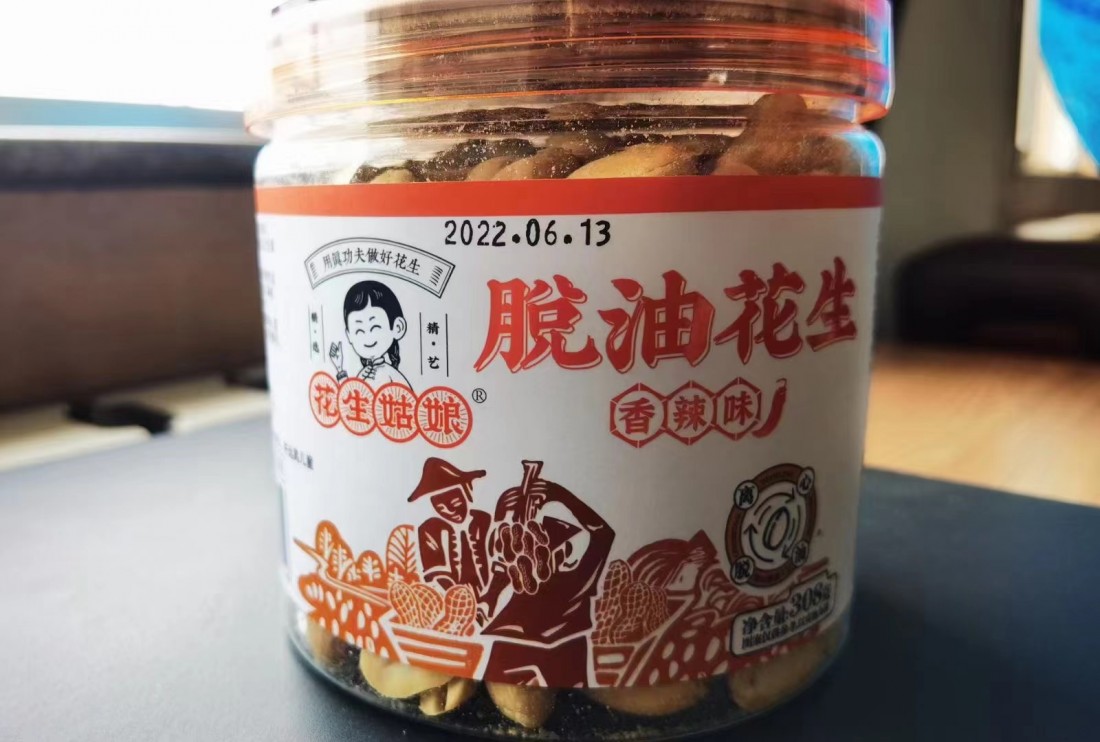 2022.06.13
用真功夫做好花生
精·艺
花生姑娘®
脱油花生
香辣味
离心脱油
净含量:308g